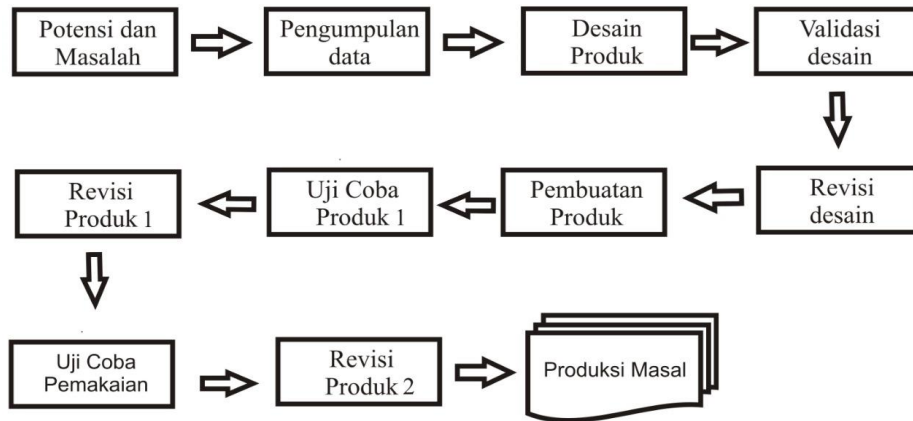 Potensi dan
Masalah
Pengumpulan
data
Desain
Produk
Validasi
desain
Revisi
desain
Pembuatan
Produk
Uji Coba
Produk 1
Revisi
Produk 1
Uji Coba
Pemakaian
Revisi
Produk 2
Produksi Masal